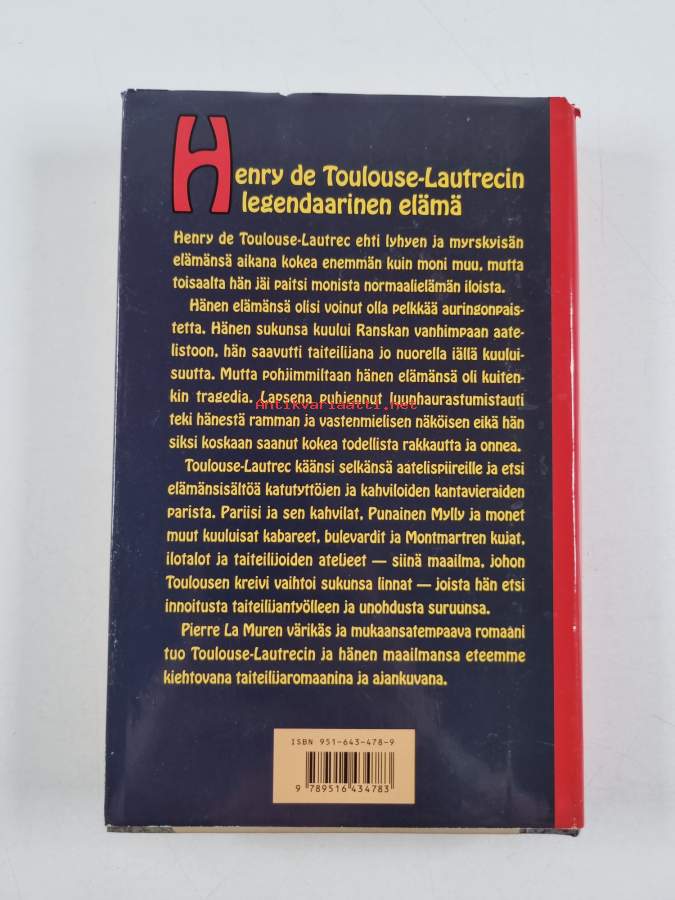 Henry de Toulouse-Lautrecin
legendaarinen elämä
Henry de Toulouse-Lautrec ehti lyhyen ja myrskyisän
elämänsä aikana kokea enemmän kuin moni muu, mutta
toisaalta hän jäi paitsi monista normaalielämän iloista.
Hänen elämänsä olisi voinut olla pelkkää auringonpais-
tetta. Hänen sukunsa kuului Ranskan vanhimpaan aate-
listoon, hän saavutti taiteilijana jo nuorella iällä kuului-
suutta. Mutta pohjimmiltaan hänen elämänsä oli kuiten-
kin tragedia. Lapsena puhjennut luunhaurastumistauti
Antikvariaatti.net
teki hänestä ramman ja vastenmielisen näköisen eikä hän
siksi koskaan saanut kokea todellista rakkautta ja onnea.
Toulouse-Lautrec käänsi selkänsä aatelispiireille ja etsi
elämänsisältöä katutyttöjen ja kahviloiden kantavieraiden
parista. Pariisi ja sen kahvilat, Punainen Mylly ja monet
muut kuuluisat kabareet, bulevardit ja Montmartren kujat,
ilotalot ja taiteilijoiden ateljeet — siinä maailma, johon
Toulousen kreivi vaihtoi sukunsa linnat — joista hän etsi
innoitusta taiteilijantyölleen ja unohdusta suruunsa.
Pierre La Muren värikäs ja mukaansatempaava romaani
tuo Toulouse-Lautrecin ja hänen maailmansa eteemme
kiehtovana taiteilijaromaanina ja ajankuvana.
ISBN 951-643-478-9
9 789516 434783